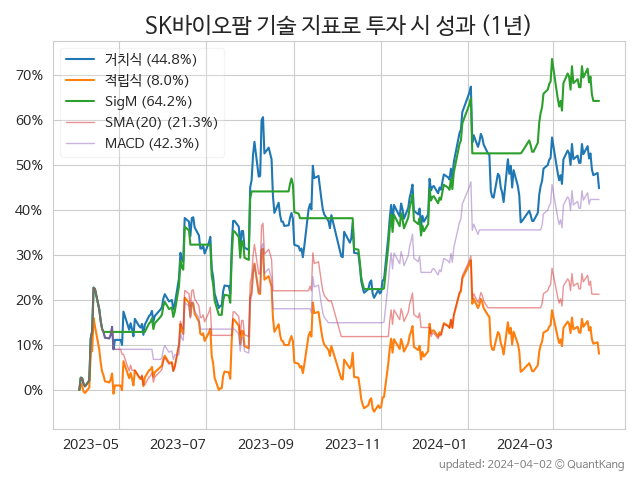 SK바이오팜 기술 지표로 투자 시 성과 (1년)
거치식 (44.8%)
적립식 (8.0%)
SigM (64.2%)
SMA(20) (21.3%)
MACD (42.3%)
70%
60%
50%
40%
30%
20%
10%
0%
2023-05 2023-07 2023-09 2023-11 2024-01 2024-03
updated: 2024-04-02 © QuantKang